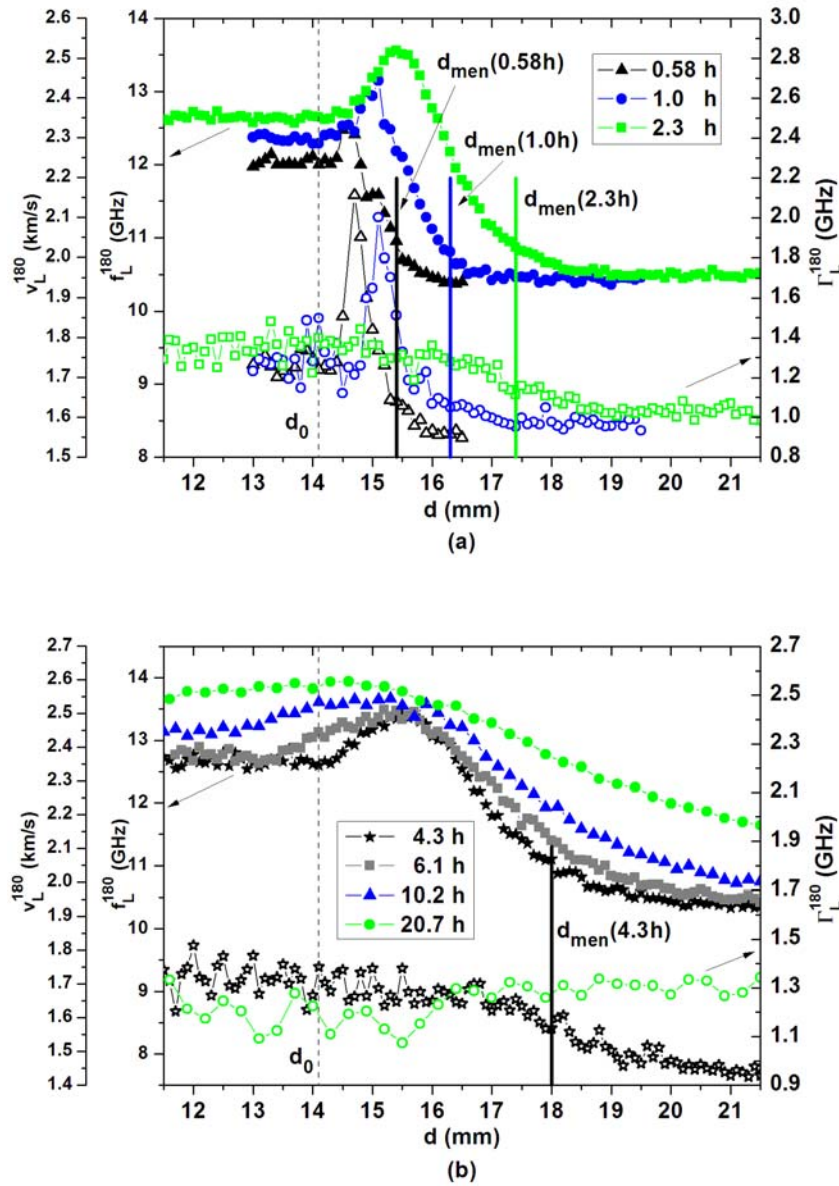 v_L^180 (km/s)
2.6
2.5
2.4
2.3
2.2
2.1
2.0
1.9
1.8
1.7
1.6
1.5
f_L^180 (GHz)
14
13
12
11
10
9
8
d_men(0.58h)
d_men(1.0h)
d_men(2.3h)
0.58 h
1.0 h
2.3 h
d_0
Γ_L^180 (GHz)
3.0
2.8
2.6
2.4
2.2
2.0
1.8
1.6
1.4
1.2
1.0
0.8
12 13 14 15 16 17 18 19 20 21
d (mm)
(a)
v_L^180 (km/s)
2.7
2.6
2.5
2.4
2.3
2.2
2.1
2.0
1.9
1.8
1.7
1.6
1.5
1.4
f_L^180 (GHz)
14
13
12
11
10
9
8
4.3 h
6.1 h
10.2 h
20.7 h
d_men(4.3h)
d_0
Γ_L^180 (GHz)
2.7
2.5
2.3
2.1
1.9
1.7
1.5
1.3
1.1
0.9
12 13 14 15 16 17 18 19 20 21
d (mm)
(b)